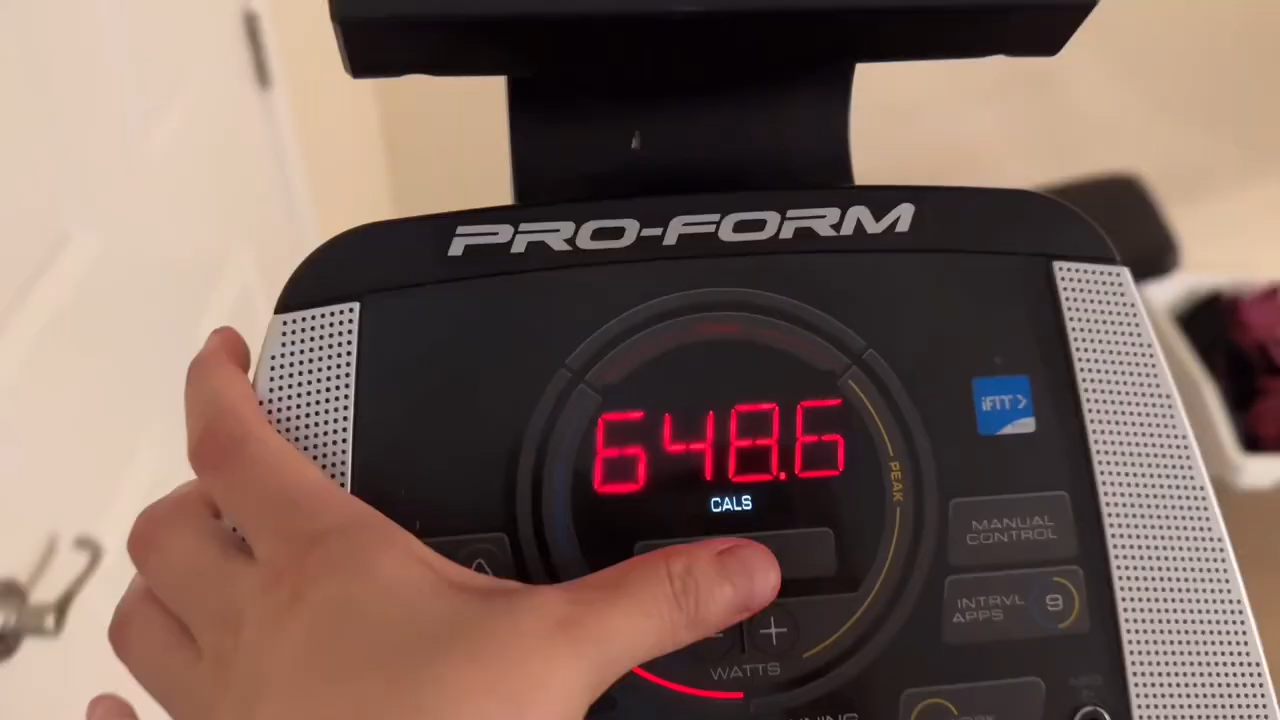 PRO-FORM
iFIT
648.6
CALS
PEAK
MANUAL
CONTROL
INTRVL
APPS
9
- +
WATTS